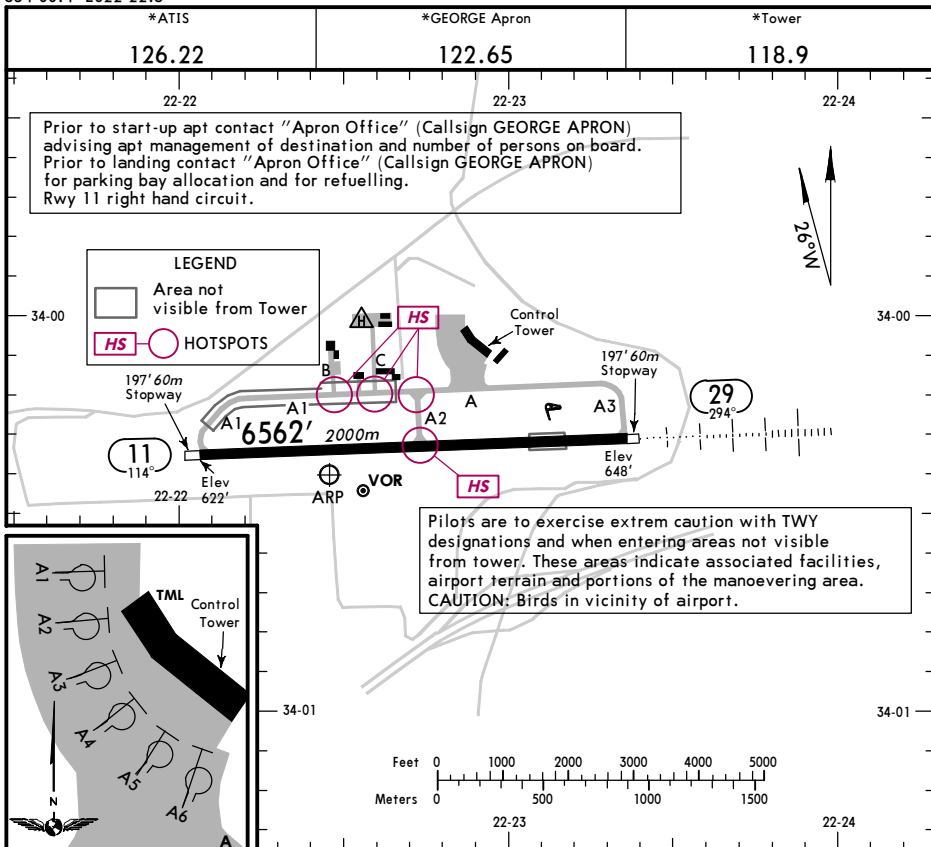 *ATIS
126.22
*GEORGE Apron
122.65
*Tower
118.9
22-22
22-23
22-24
Prior to start-up apt contact "Apron Office" (Callsign GEORGE APRON)
advising apt management of destination and number of persons on board.
Prior to landing contact "Apron Office" (Callsign GEORGE APRON)
for parking bay allocation and for refuelling.
Rwy 11 right hand circuit.
26°W
LEGEND
Area not
visible from Tower
HS
HOTSPOTS
34-00
34-00
H
HS
Control
Tower
B
C
197' 60m
Stopway
197' 60m
Stopway
A1
A1
A2
A
A3
6562' 2000m
11
114°
29
294°
Elev
622'
Elev
648'
22-22
ARP
VOR
HS
Pilots are to exercise extrem caution with TWY
designations and when entering areas not visible
from tower. These areas indicate associated facilities,
airport terrain and portions of the manoevering area.
CAUTION: Birds in vicinity of airport.
A1
A2
A3
A4
A5
A6
TML
Control
Tower
N
A
34-01
34-01
Feet 0 1000 2000 3000 4000 5000
Meters 0 500 1000 1500
22-23
22-24